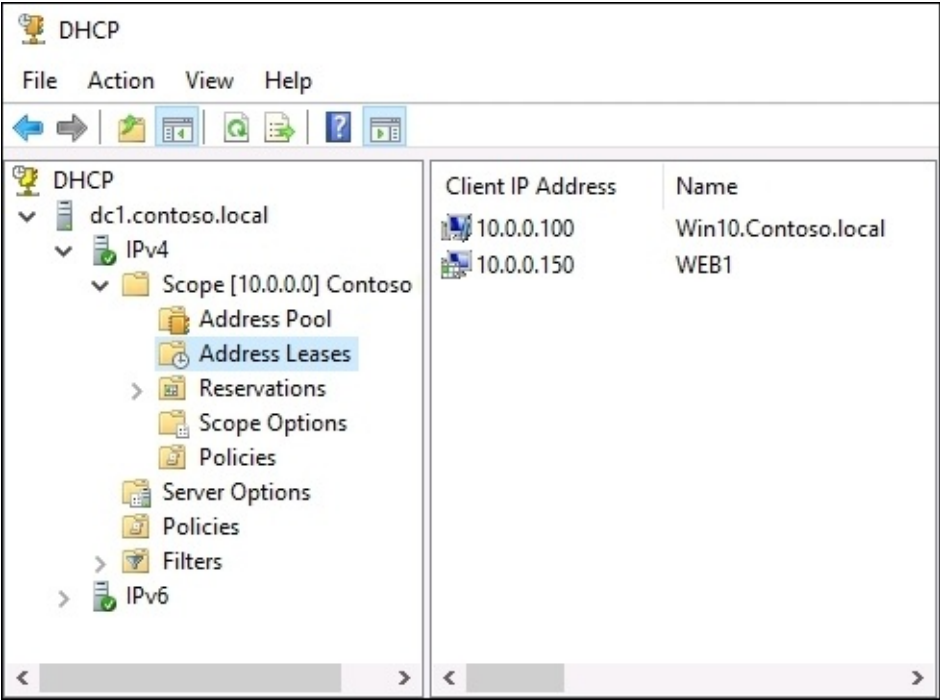 DHCP
File Action View Help
DHCP
dc1.contoso.local
IPv4
Scope [10.0.0.0] Contoso
Address Pool
Address Leases
Reservations
Scope Options
Policies
Server Options
Policies
Filters
IPv6
Client IP Address Name
10.0.0.100 Win10.Contoso.local
10.0.0.150 WEB1